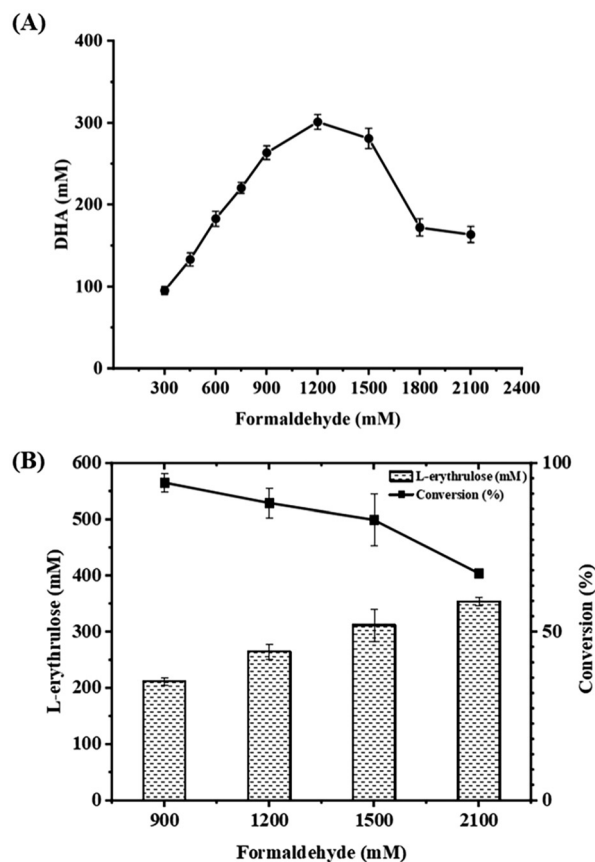 (A)
400
300
200
100
0
DHA (mM)
300 600 900 1200 1500 1800 2100 2400
Formaldehyde (mM)
(B)
600
500
400
300
200
100
0
L-erythrulose (mM)
L-erythrulose (mM)
Conversion (%)
100
50
0
Conversion (%)
900 1200 1500 2100
Formaldehyde (mM)